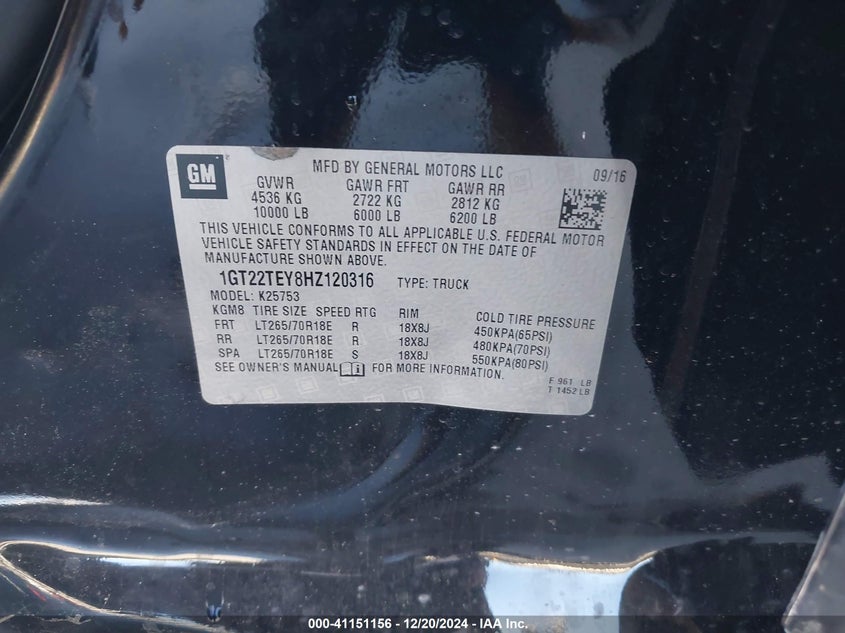 GM
MFD BY GENERAL MOTORS LLC
09/16
GVWR GAWR FRT GAWR RR
4536 KG 2722 KG 2812 KG
10000 LB 6000 LB 6200 LB
THIS VEHICLE CONFORMS TO ALL APPLICABLE U.S. FEDERAL MOTOR
VEHICLE SAFETY STANDARDS IN EFFECT ON THE DATE OF
MANUFACTURE SHOWN ABOVE.
1GT22TEY8HZ120316 TYPE: TRUCK
MODEL: K25753
KGM8 TIRE SIZE SPEED RTG RIM COLD TIRE PRESSURE
FRT LT265/70R18E R 18X8J 450KPA(65PSI)
RR LT265/70R18E R 18X8J 480KPA(70PSI)
SPA LT265/70R18E S 18X8J 550KPA(80PSI)
SEE OWNER'S MANUAL FOR MORE INFORMATION.
F 961 LB
T 1452 LB
000-41151156 - 12/20/2024 - IAA Inc.